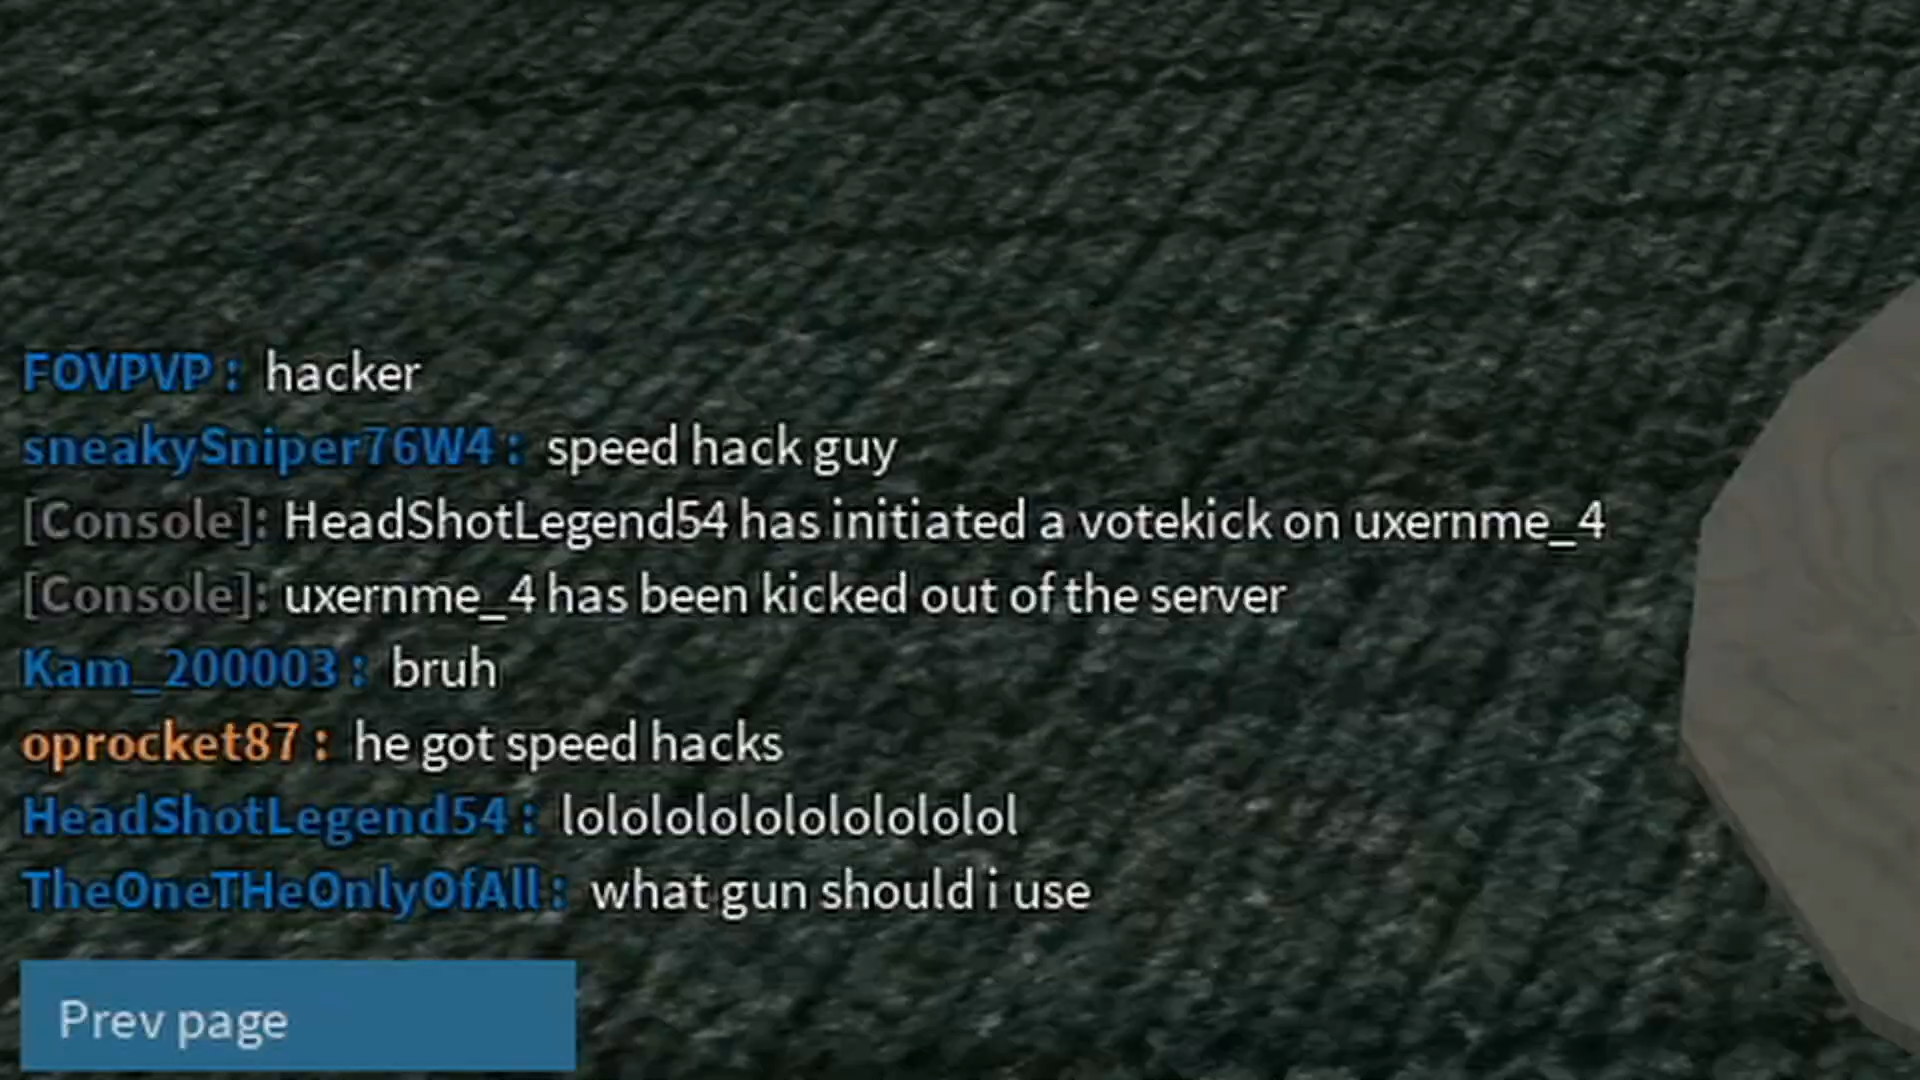 FOVPVP : hacker
sneakySniper76W4 : speed hack guy
[Console]: HeadShotLegend54 has initiated a votekick on uxernme_4
[Console]: uxernme_4 has been kicked out of the server
Kam_200003 : bruh
oprocket87 : he got speed hacks
HeadShotLegend54 : lolololololololololol
TheOneTHeOnlyOfAll : what gun should i use
Prev page